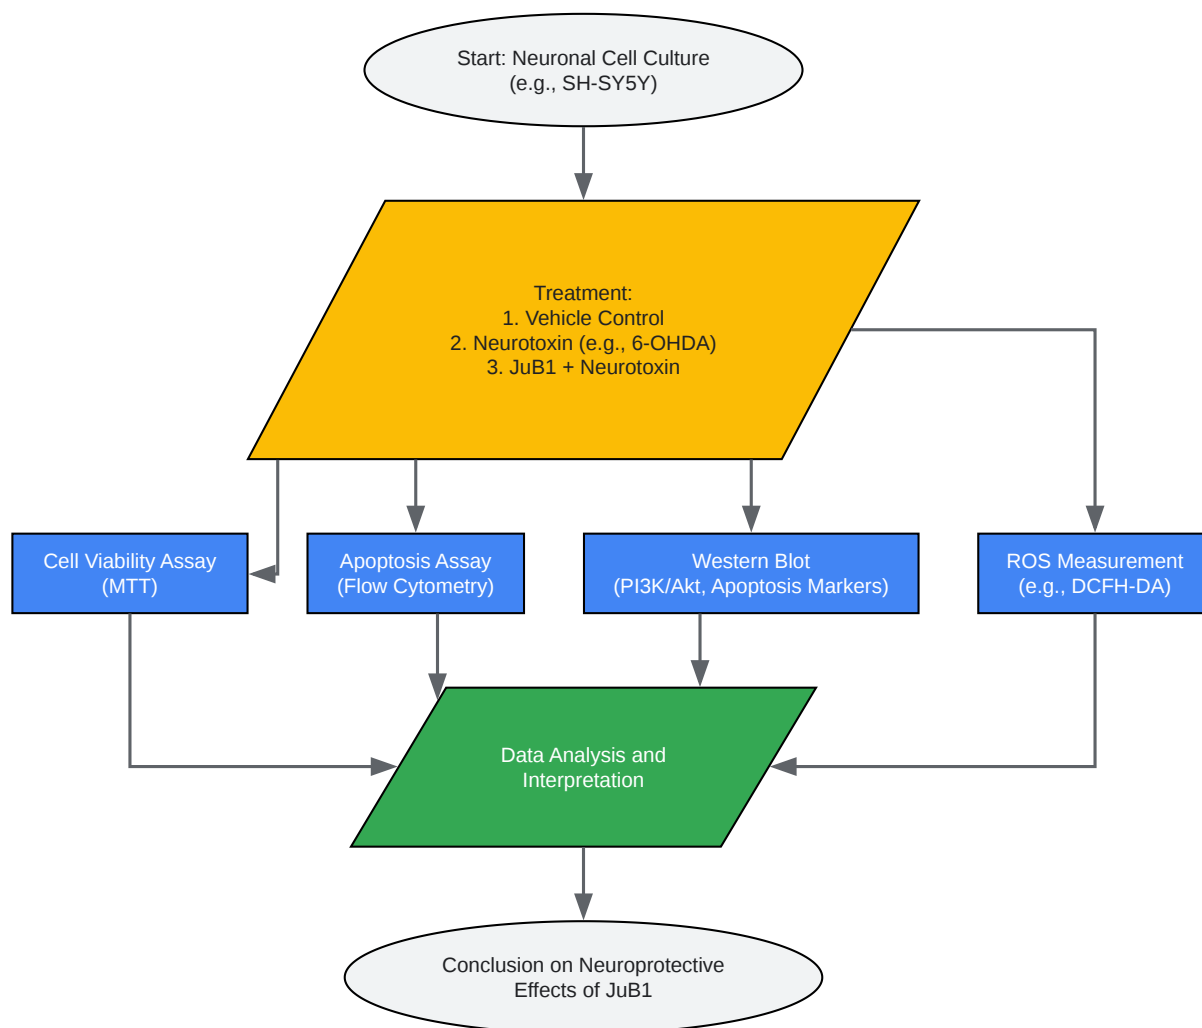 Start: Neuronal Cell Culture
(e.g., SH-SY5Y)
Treatment:
1. Vehicle Control
2. Neurotoxin (e.g., 6-OHDA)
3. JuB1 + Neurotoxin
Cell Viability Assay
(MTT)
Apoptosis Assay
(Flow Cytometry)
Western Blot
(PI3K/Akt, Apoptosis Markers)
ROS Measurement
(e.g., DCFH-DA)
Data Analysis and
Interpretation
Conclusion on Neuroprotective
Effects of JuB1